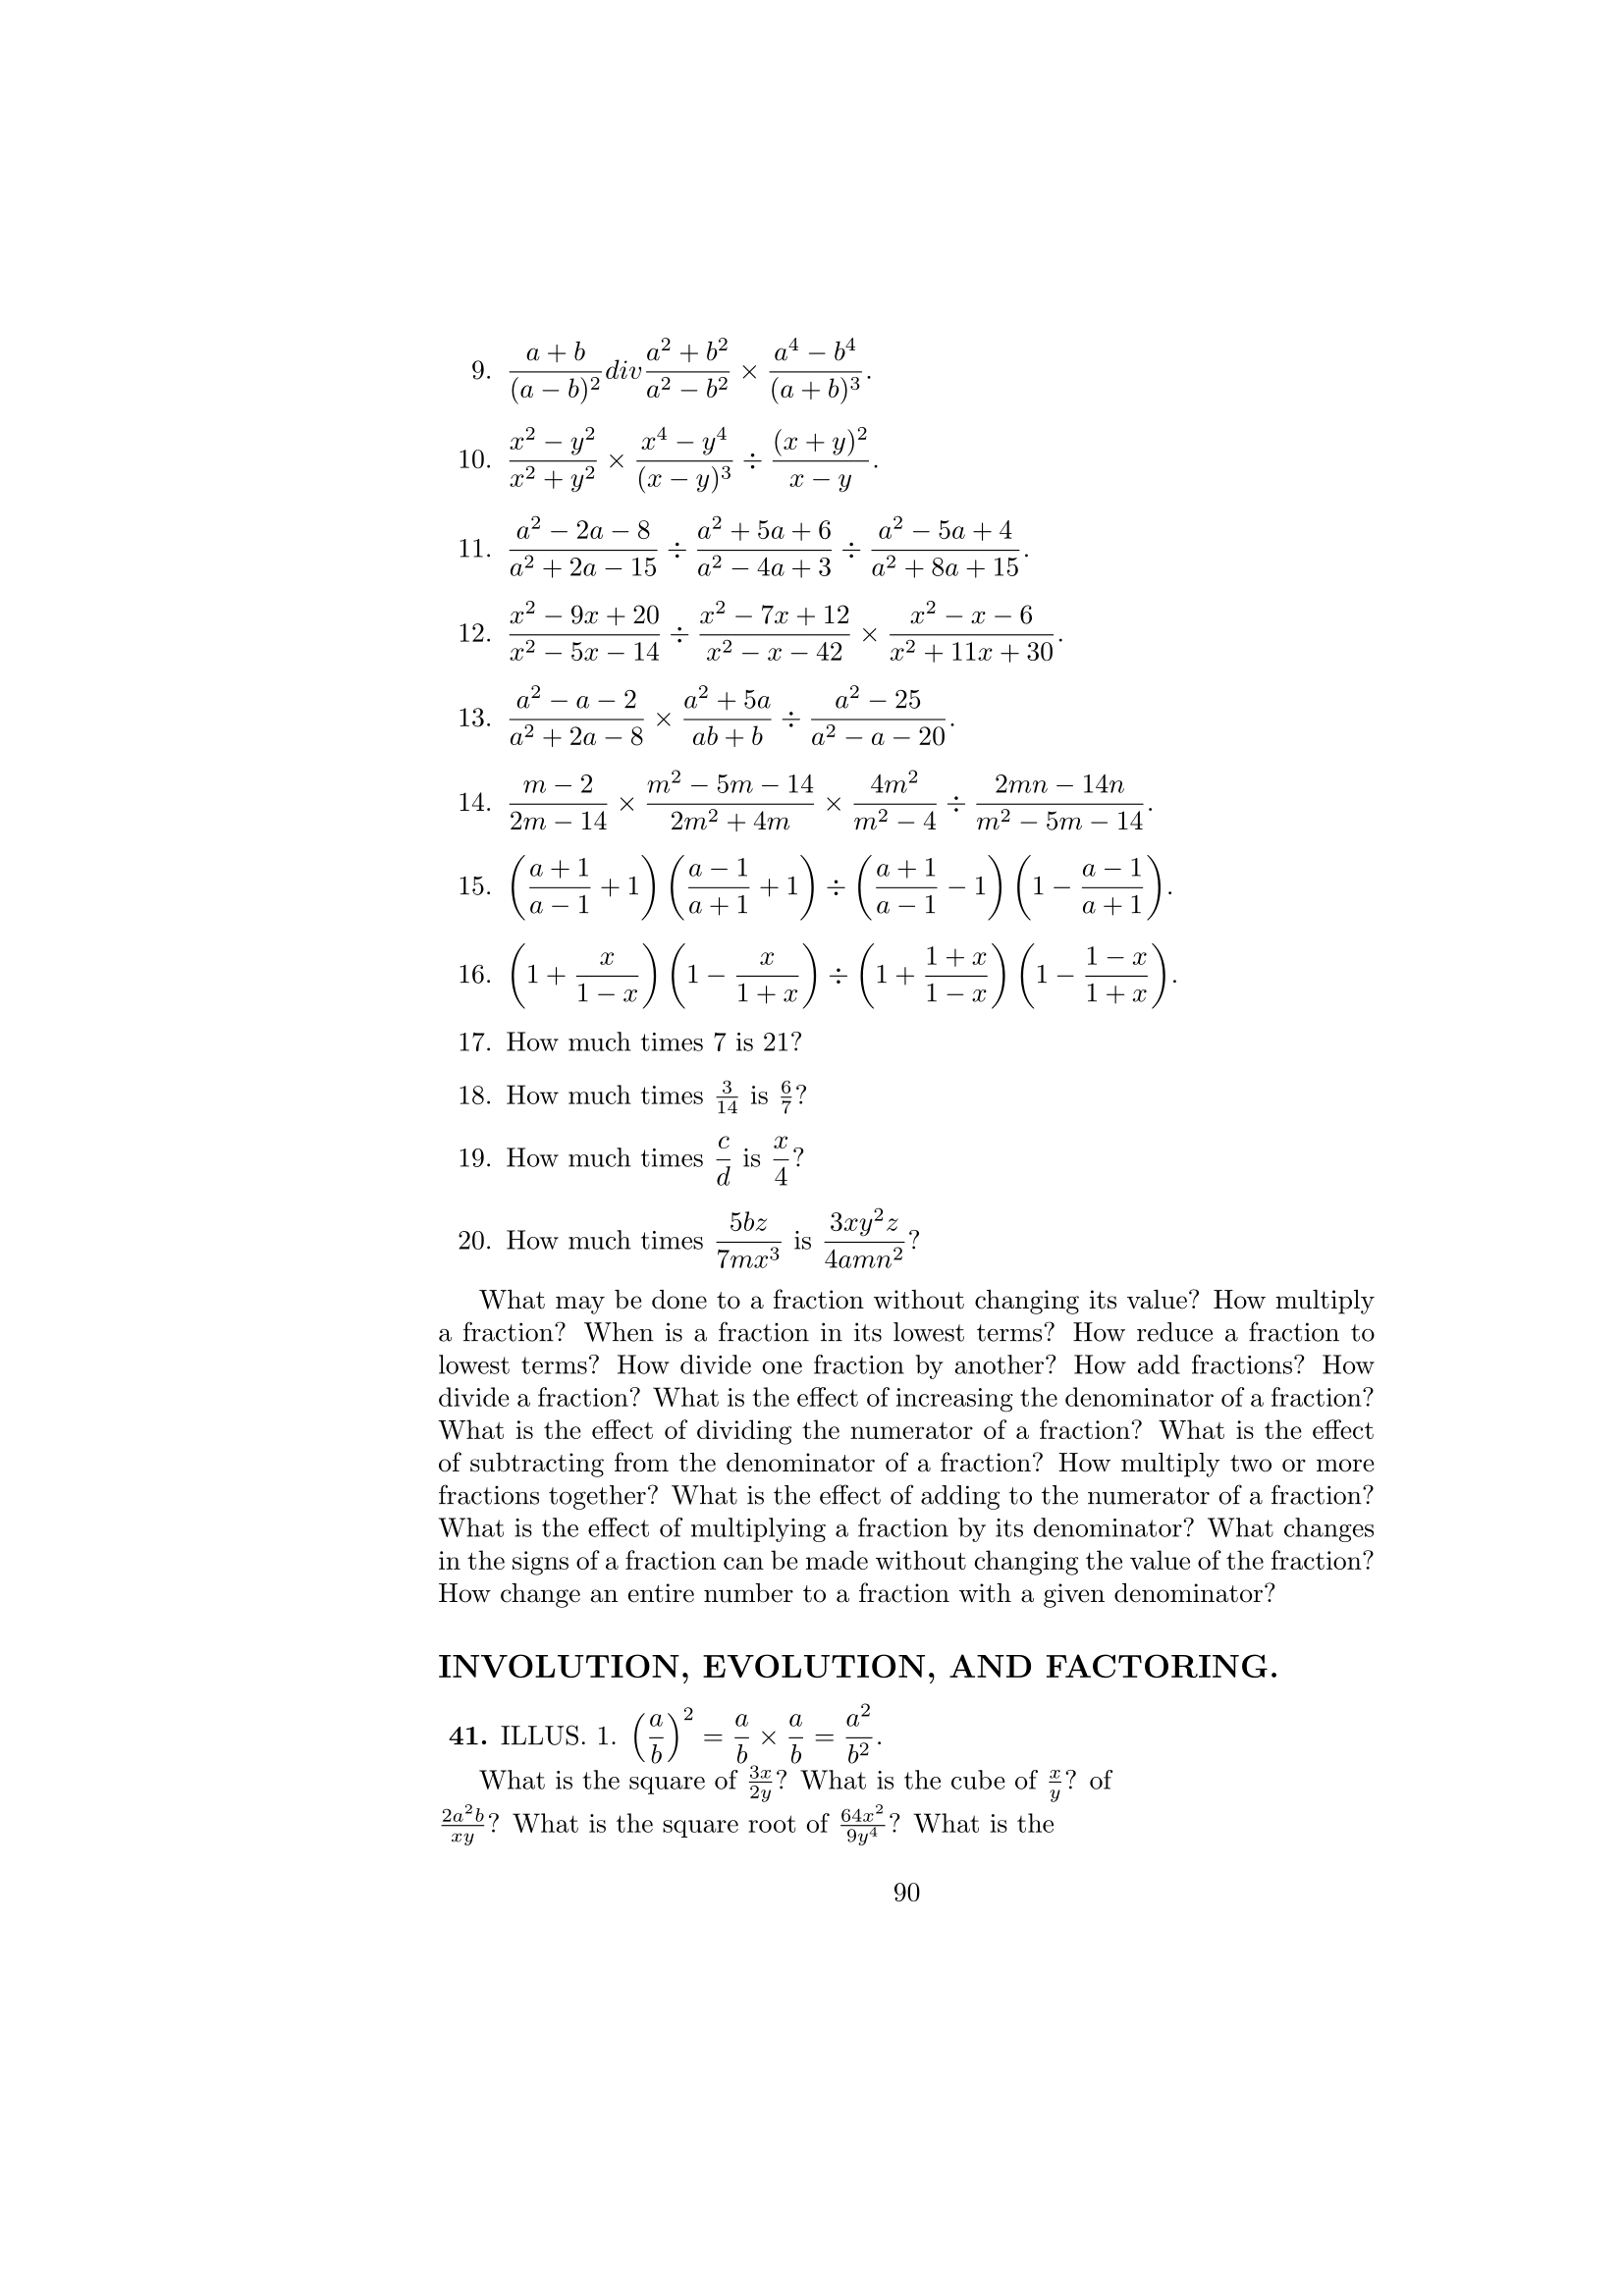 9. $\frac{a+b}{(a-b)^2} div \frac{a^2+b^2}{a^2-b^2} \times \frac{a^4-b^4}{(a+b)^3}$.
10. $\frac{x^2-y^2}{x^2+y^2} \times \frac{x^4-y^4}{(x-y)^3} \div \frac{(x+y)^2}{x-y}$.
11. $\frac{a^2-2a-8}{a^2+2a-15} \div \frac{a^2+5a+6}{a^2-4a+3} \div \frac{a^2-5a+4}{a^2+8a+15}$.
12. $\frac{x^2-9x+20}{x^2-5x-14} \div \frac{x^2-7x+12}{x^2-x-42} \times \frac{x^2-x-6}{x^2+11x+30}$.
13. $\frac{a^2-a-2}{a^2+2a-8} \times \frac{a^2+5a}{ab+b} \div \frac{a^2-25}{a^2-a-20}$.
14. $\frac{m-2}{2m-14} \times \frac{m^2-5m-14}{2m^2+4m} \times \frac{4m^2}{m^2-4} \div \frac{2mn-14n}{m^2-5m-14}$.
15. $\left(\frac{a+1}{a-1}+1\right)\left(\frac{a-1}{a+1}+1\right) \div \left(\frac{a+1}{a-1}-1\right)\left(1-\frac{a-1}{a+1}\right)$.
16. $\left(1+\frac{x}{1-x}\right)\left(1-\frac{x}{1+x}\right) \div \left(1+\frac{1+x}{1-x}\right)\left(1-\frac{1-x}{1+x}\right)$.
17. How much times 7 is 21?
18. How much times $\frac{3}{14}$ is $\frac{6}{7}$?
19. How much times $\frac{c}{d}$ is $\frac{x}{4}$?
20. How much times $\frac{5bz}{7mx^3}$ is $\frac{3xy^2z}{4amn^2}$?
What may be done to a fraction without changing its value? How multiply
a fraction? When is a fraction in its lowest terms? How reduce a fraction to
lowest terms? How divide one fraction by another? How add fractions? How
divide a fraction? What is the effect of increasing the denominator of a fraction?
What is the effect of dividing the numerator of a fraction? What is the effect
of subtracting from the denominator of a fraction? How multiply two or more
fractions together? What is the effect of adding to the numerator of a fraction?
What is the effect of multiplying a fraction by its denominator? What changes
in the signs of a fraction can be made without changing the value of the fraction?
How change an entire number to a fraction with a given denominator?
INVOLUTION, EVOLUTION, AND FACTORING.
41. ILLUS. 1. $\left(\frac{a}{b}\right)^2 = \frac{a}{b} \times \frac{a}{b} = \frac{a^2}{b^2}$.
What is the square of $\frac{3x}{2y}$? What is the cube of $\frac{x}{y}$? of
$\frac{2a^2b}{xy}$? What is the square root of $\frac{64x^2}{9y^4}$? What is the
90